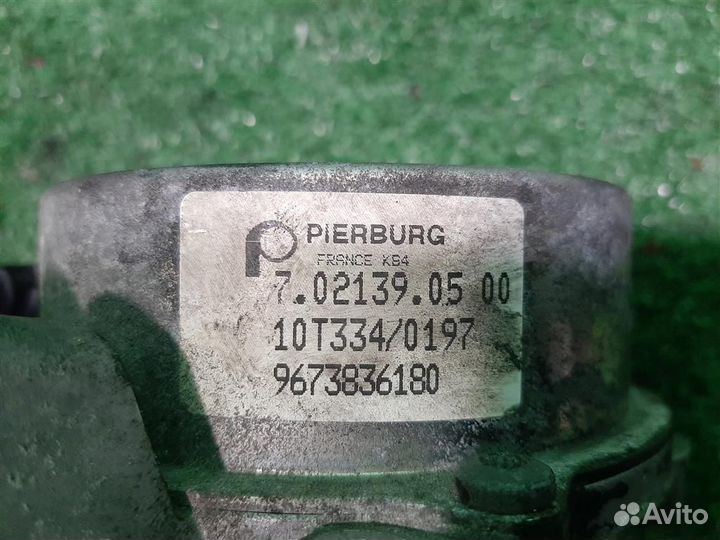 PIERBURG
FRANCE KB4
7.02139.05 00
10T334/0197
9673836180
Avito